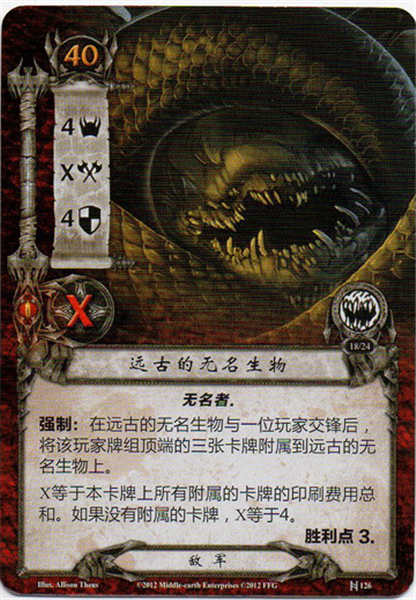 40
4
X
4
X
18/24
远古的无名生物
无名者.
强制：在远古的无名生物与一位玩家交锋后，
将该玩家牌组顶端的三张卡牌附属到远古的无
名生物上。
X等于本卡牌上所有附属的卡牌的印刷费用总
和。如果没有附属的卡牌，X等于4。
胜利点 3.
敌军
Illus. Allison Theus ©2012 Middle-earth Enterprises ©2012 FFG 126